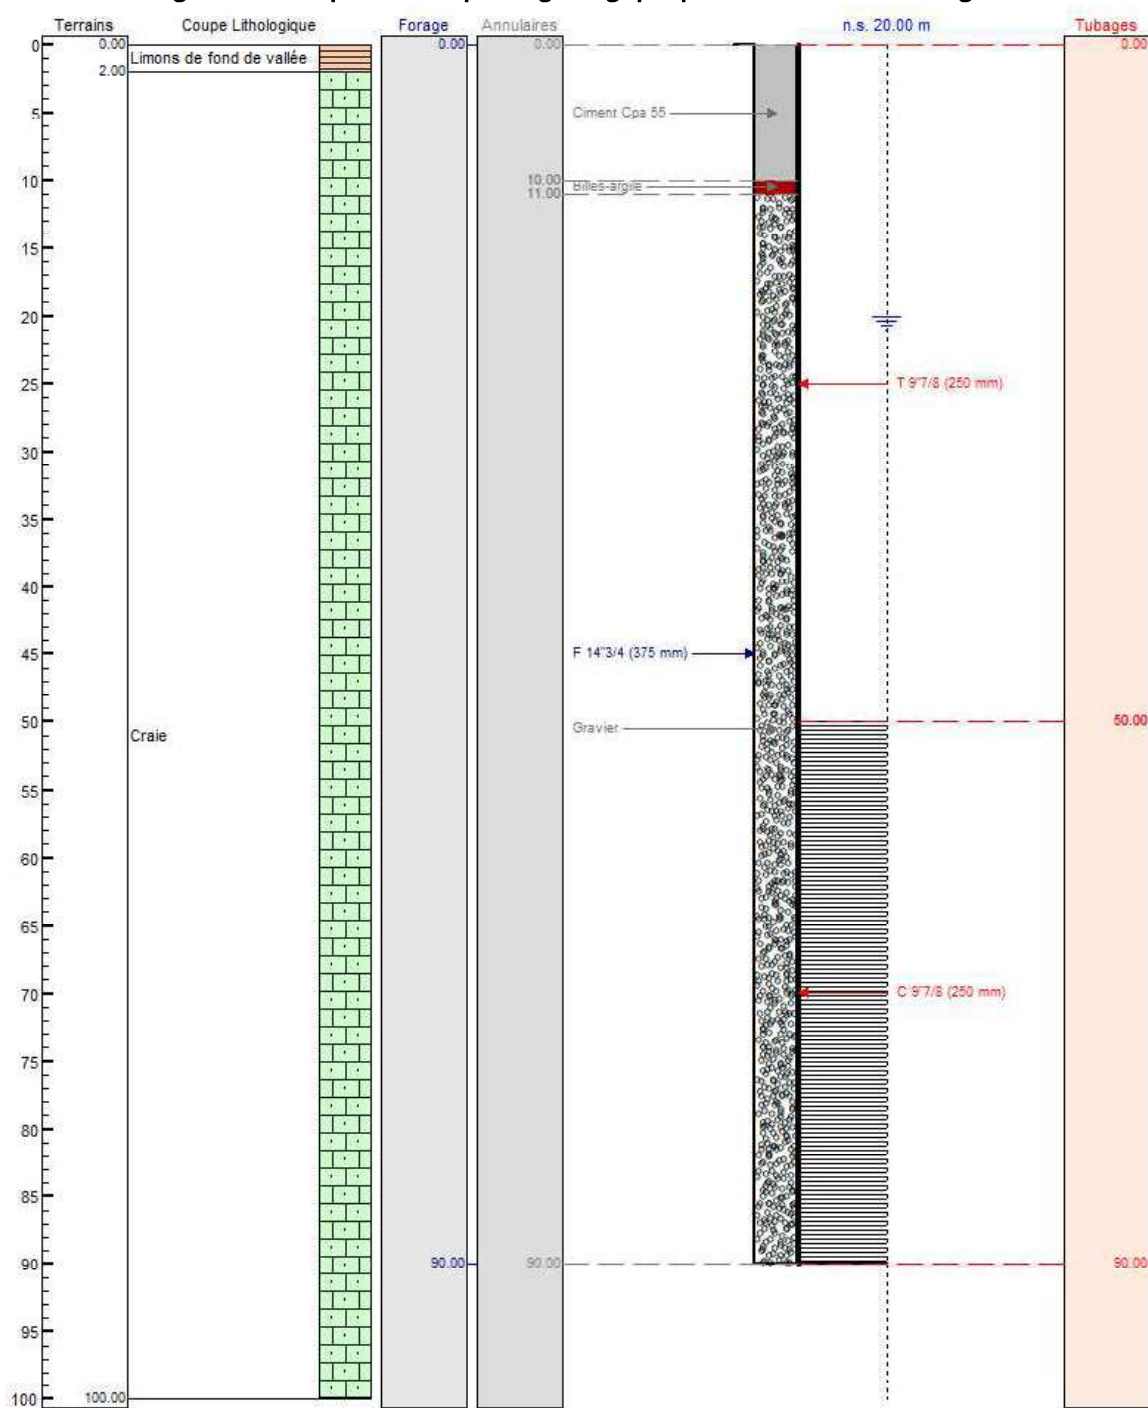 Terrains Coupe Lithologique Forage Annulaires n.s. 20.00 m Tubages
0 0.00 0.00 0.00 0.00
Limons de fond de vallée
2.00
5 Ciment Cpa 55
10 10.00
Billes-argile
11.00
15
20
25 T 9"7/8 (250 mm)
30
35
40
45 F 14"3/4 (375 mm)
50 50.00
Craie Gravier
55
60
65
70 C 9"7/8 (250 mm)
75
80
85
90 90.00 90.00 90.00
95
100 100.00